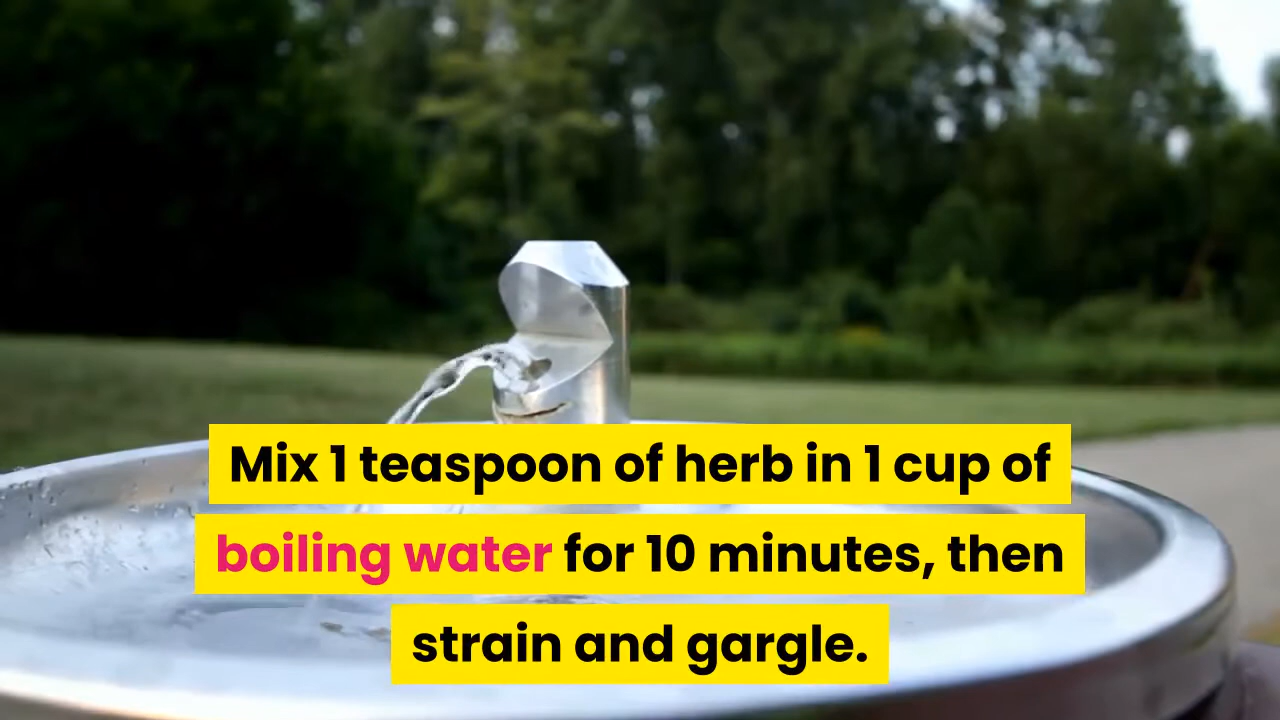 Mix 1 teaspoon of herb in 1 cup of
boiling water for 10 minutes, then
strain and gargle.